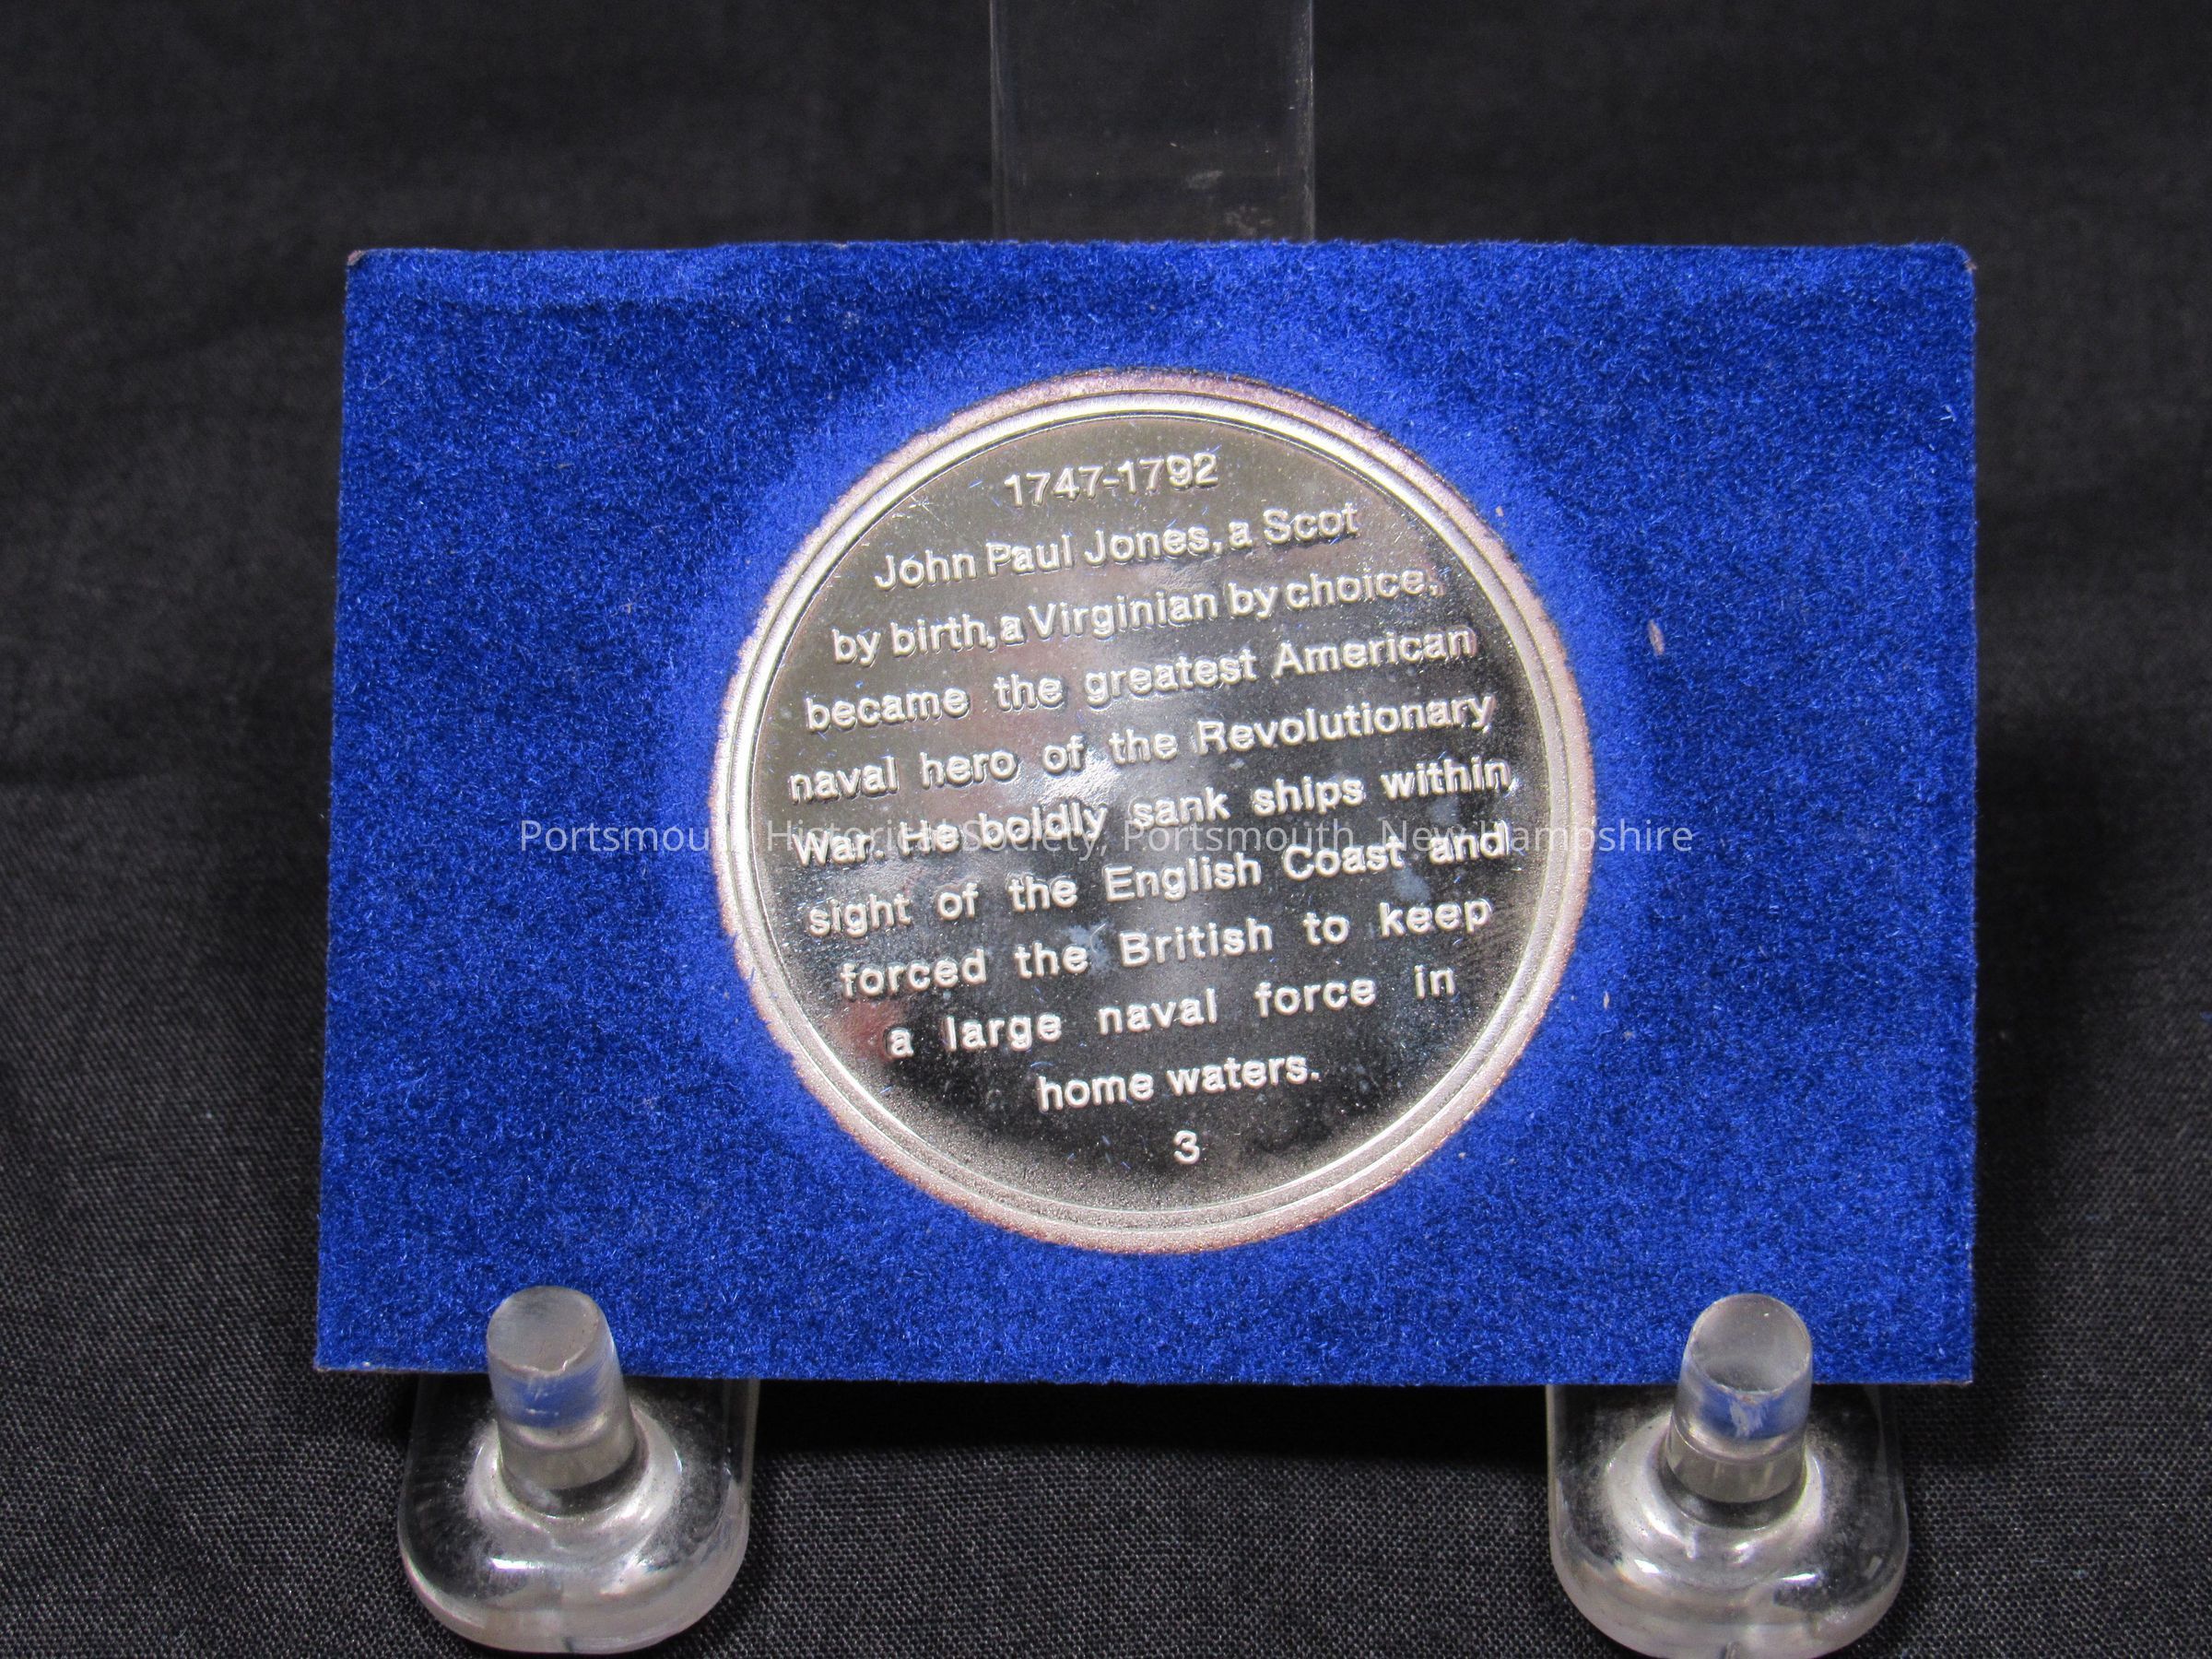 1747-1792
John Paul Jones, a Scot
by birth, a Virginian by choice,
became the greatest American
naval hero of the Revolutionary
War. He boldly sank ships within
sight of the English Coast and
forced the British to keep
a large naval force in
home waters.
3
Portsmouth Historical Society, Portsmouth, New Hampshire